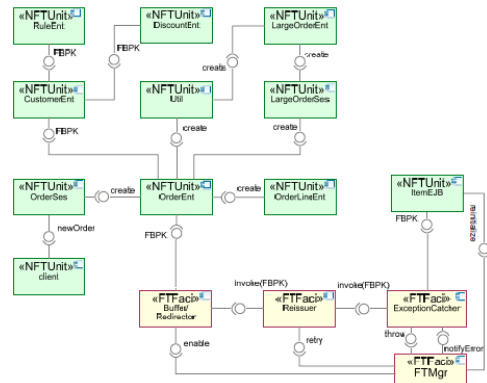 «NFTUnit»
RuleEnt
«NFTUnit»
DiscountEnt
«NFTUnit»
LargeOrderEnt
FBPK
FBPK
create
create
«NFTUnit»
CustomerEnt
«NFTUnit»
Util
«NFTUnit»
LargeOrderSes
FBPK
create
create
«NFTUnit»
OrderSes
create
«NFTUnit»
OrderEnt
create
«NFTUnit»
OrderLineEnt
«NFTUnit»
ItemEJB
newOrder
FBPK
FBPK
reinitialize
«NFTUnit»
client
«FTFaci»
Buffer/
Redirector
invoke(FBPK)
«FTFaci»
Reissuer
invoke(FBPK)
«FTFaci»
ExceptionCatcher
enable
retry
throw
notifyError
«FTFaci»
FTMgr